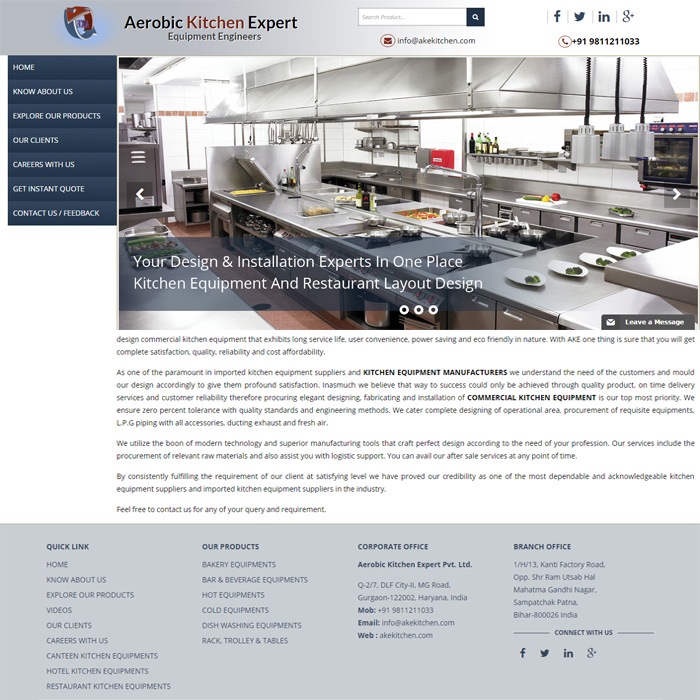 Aerobic Kitchen Expert
Equipment Engineers
Search Product...
info@akekitchen.com
+91 9811211033
HOME
KNOW ABOUT US
EXPLORE OUR PRODUCTS
OUR CLIENTS
CAREERS WITH US
GET INSTANT QUOTE
CONTACT US / FEEDBACK
Your Design & Installation Experts In One Place
Kitchen Equipment And Restaurant Layout Design
Leave a Message
design commercial kitchen equipment that exhibits long service life, user convenience, power saving and eco friendly in nature. With AKE one thing is sure that you will get
complete satisfaction, quality, reliability and cost affordability.
As one of the paramount in imported kitchen equipment suppliers and KITCHEN EQUIPMENT MANUFACTURERS we understand the need of the customers and mould
our design accordingly to give them profound satisfaction. Inasmuch we believe that way to success could only be achieved through quality product, on time delivery
services and customer reliability therefore procuring elegant designing, fabricating and installation of COMMERCIAL KITCHEN EQUIPMENT is our top most priority. We
ensure zero percent tolerance with quality standards and engineering methods. We cater complete designing of operational area, procurement of requisite equipments,
L.P.G piping with all accessories, ducting exhaust and fresh air.
We utilize the boon of modern technology and superior manufacturing tools that craft perfect design according to the need of your profession. Our services include the
procurement of relevant raw materials and also assist you with logistic support. You can avail our after sale services at any point of time.
By consistently fulfilling the requirement of our client at satisfying level we have proved our credibility as one of the most dependable and acknowledgeable kitchen
equipment suppliers and imported kitchen equipment suppliers in the industry.
Feel free to contact us for any of your query and requirement.
QUICK LINK
HOME
KNOW ABOUT US
EXPLORE OUR PRODUCTS
VIDEOS
OUR CLIENTS
CAREERS WITH US
CANTEEN KITCHEN EQUIPMENTS
HOTEL KITCHEN EQUIPMENTS
RESTAURANT KITCHEN EQUIPMENTS
OUR PRODUCTS
BAKERY EQUIPMENTS
BAR & BEVERAGE EQUIPMENTS
HOT EQUIPMENTS
COLD EQUIPMENTS
DISH WASHING EQUIPMENTS
RACK, TROLLEY & TABLES
CORPORATE OFFICE
Aerobic Kitchen Expert Pvt. Ltd.
Q-2/7, DLF City-II, MG Road,
Gurgaon-122002, Haryana, India
Mob: +91 9811211033
Email: info@akekitchen.com
Web : akekitchen.com
BRANCH OFFICE
1/H/13, Kanti Factory Road,
Opp. Shr Ram Utsab Hal
Mahatma Gandhi Nagar,
Sampatchak Patna,
Bihar-800026 India
CONNECT WITH US